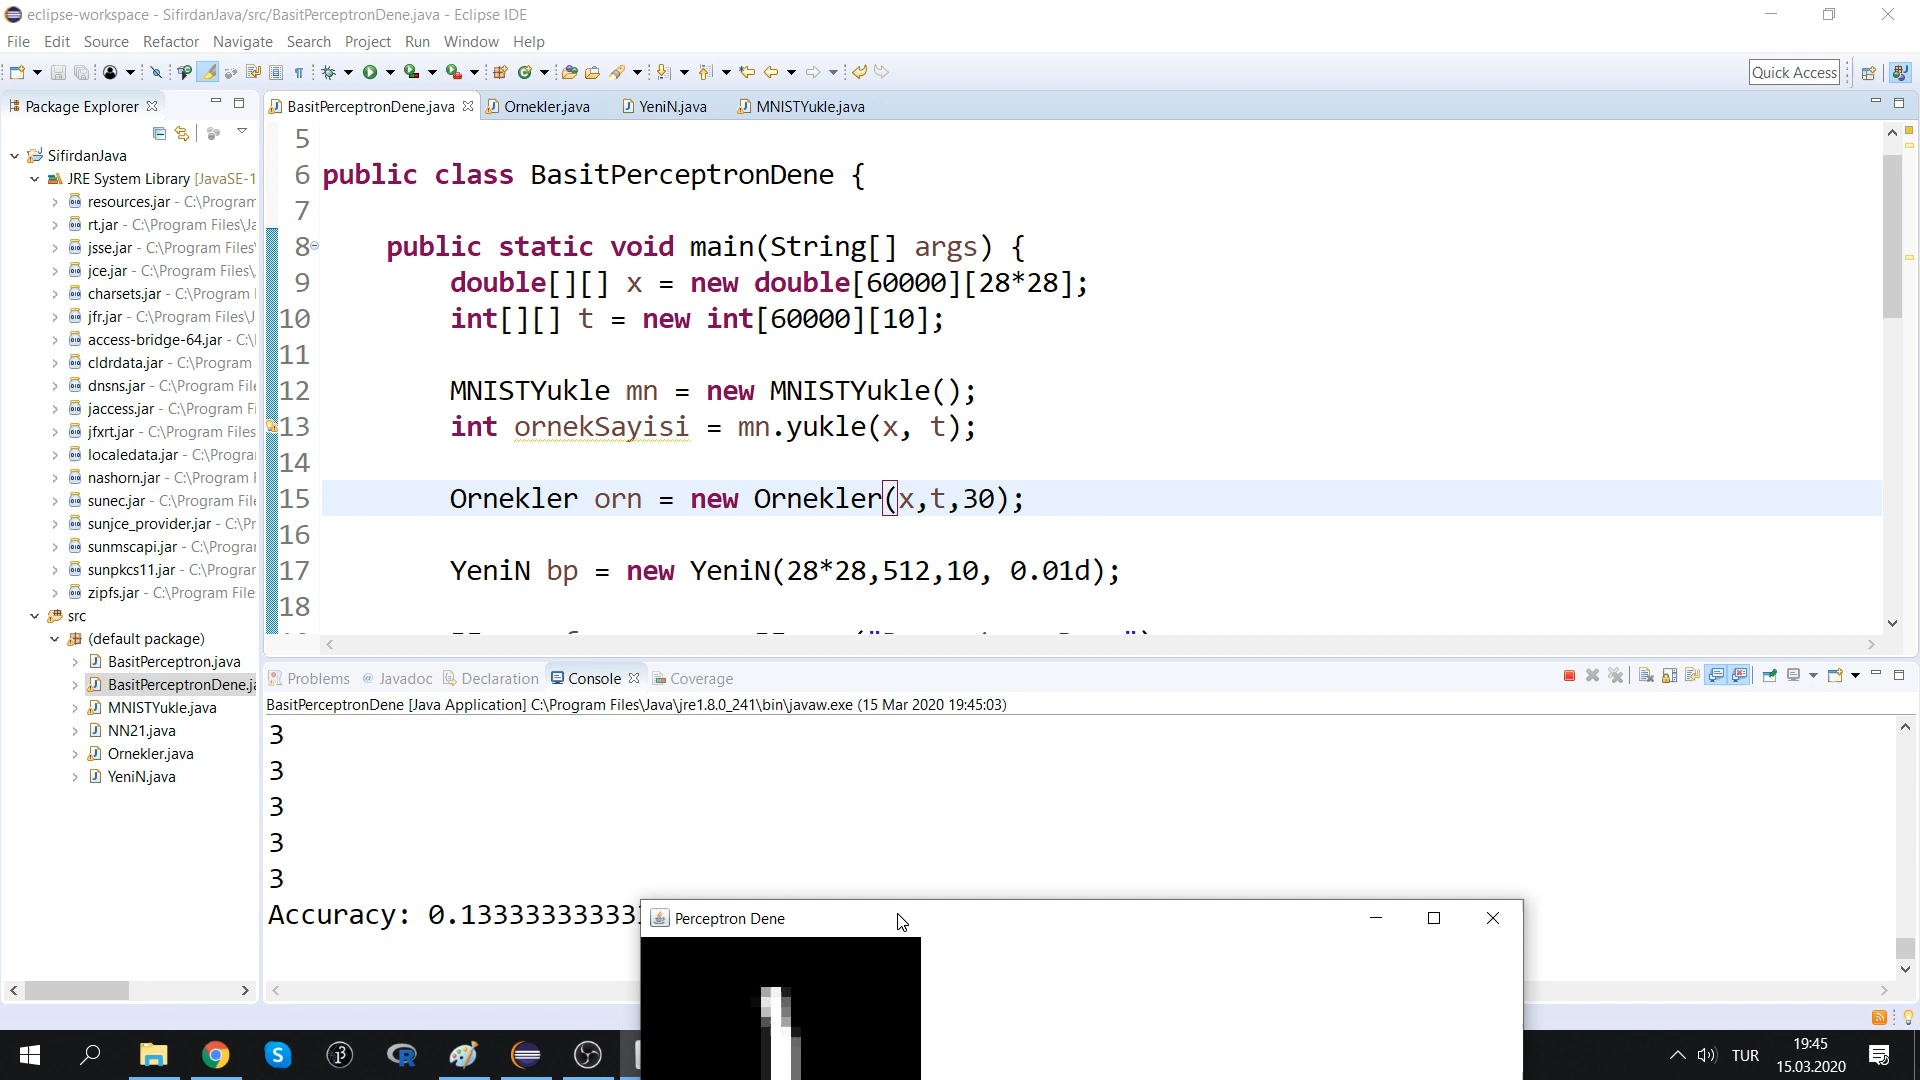 eclipse-workspace - SifirdanJava/src/BasitPerceptronDene.java - Eclipse IDE
File Edit Source Refactor Navigate Search Project Run Window Help
Quick Access
Package Explorer
BasitPerceptronDene.java Ornekler.java YeniN.java MNISTYukle.java
SifirdanJava
JRE System Library [JavaSE-1
resources.jar - C:\Program
rt.jar - C:\Program Files\Ja
jsse.jar - C:\Program Files\
jce.jar - C:\Program Files\
charsets.jar - C:\Program
jfr.jar - C:\Program Files\J
access-bridge-64.jar - C:\
cldrdata.jar - C:\Program
dnsns.jar - C:\Program File
jaccess.jar - C:\Program Fi
jfxrt.jar - C:\Program Files
localedata.jar - C:\Progra
nashorn.jar - C:\Program F
sunec.jar - C:\Program File
sunjce_provider.jar - C:\Pr
sunmscapi.jar - C:\Progra
sunpkcs11.jar - C:\Progra
zipfs.jar - C:\Program File
src
(default package)
BasitPerceptron.java
BasitPerceptronDene.ja
MNISTYukle.java
NN21.java
Ornekler.java
YeniN.java
5
6 public class BasitPerceptronDene {
7
8 public static void main(String[] args) {
9 double[][] x = new double[60000][28*28];
10 int[][] t = new int[60000][10];
11
12 MNISTYukle mn = new MNISTYukle();
13 int ornekSayisi = mn.yukle(x, t);
14
15 Ornekler orn = new Ornekler(x,t,30);
16
17 YeniN bp = new YeniN(28*28,512,10, 0.01d);
18
Problems Javadoc Declaration Console Coverage
BasitPerceptronDene [Java Application] C:\Program Files\Java\jre1.8.0_241\bin\javaw.exe (15 Mar 2020 19:45:03)
3
3
3
3
3
Accuracy: 0.133333333333
Perceptron Dene
TUR
19:45
15.03.2020